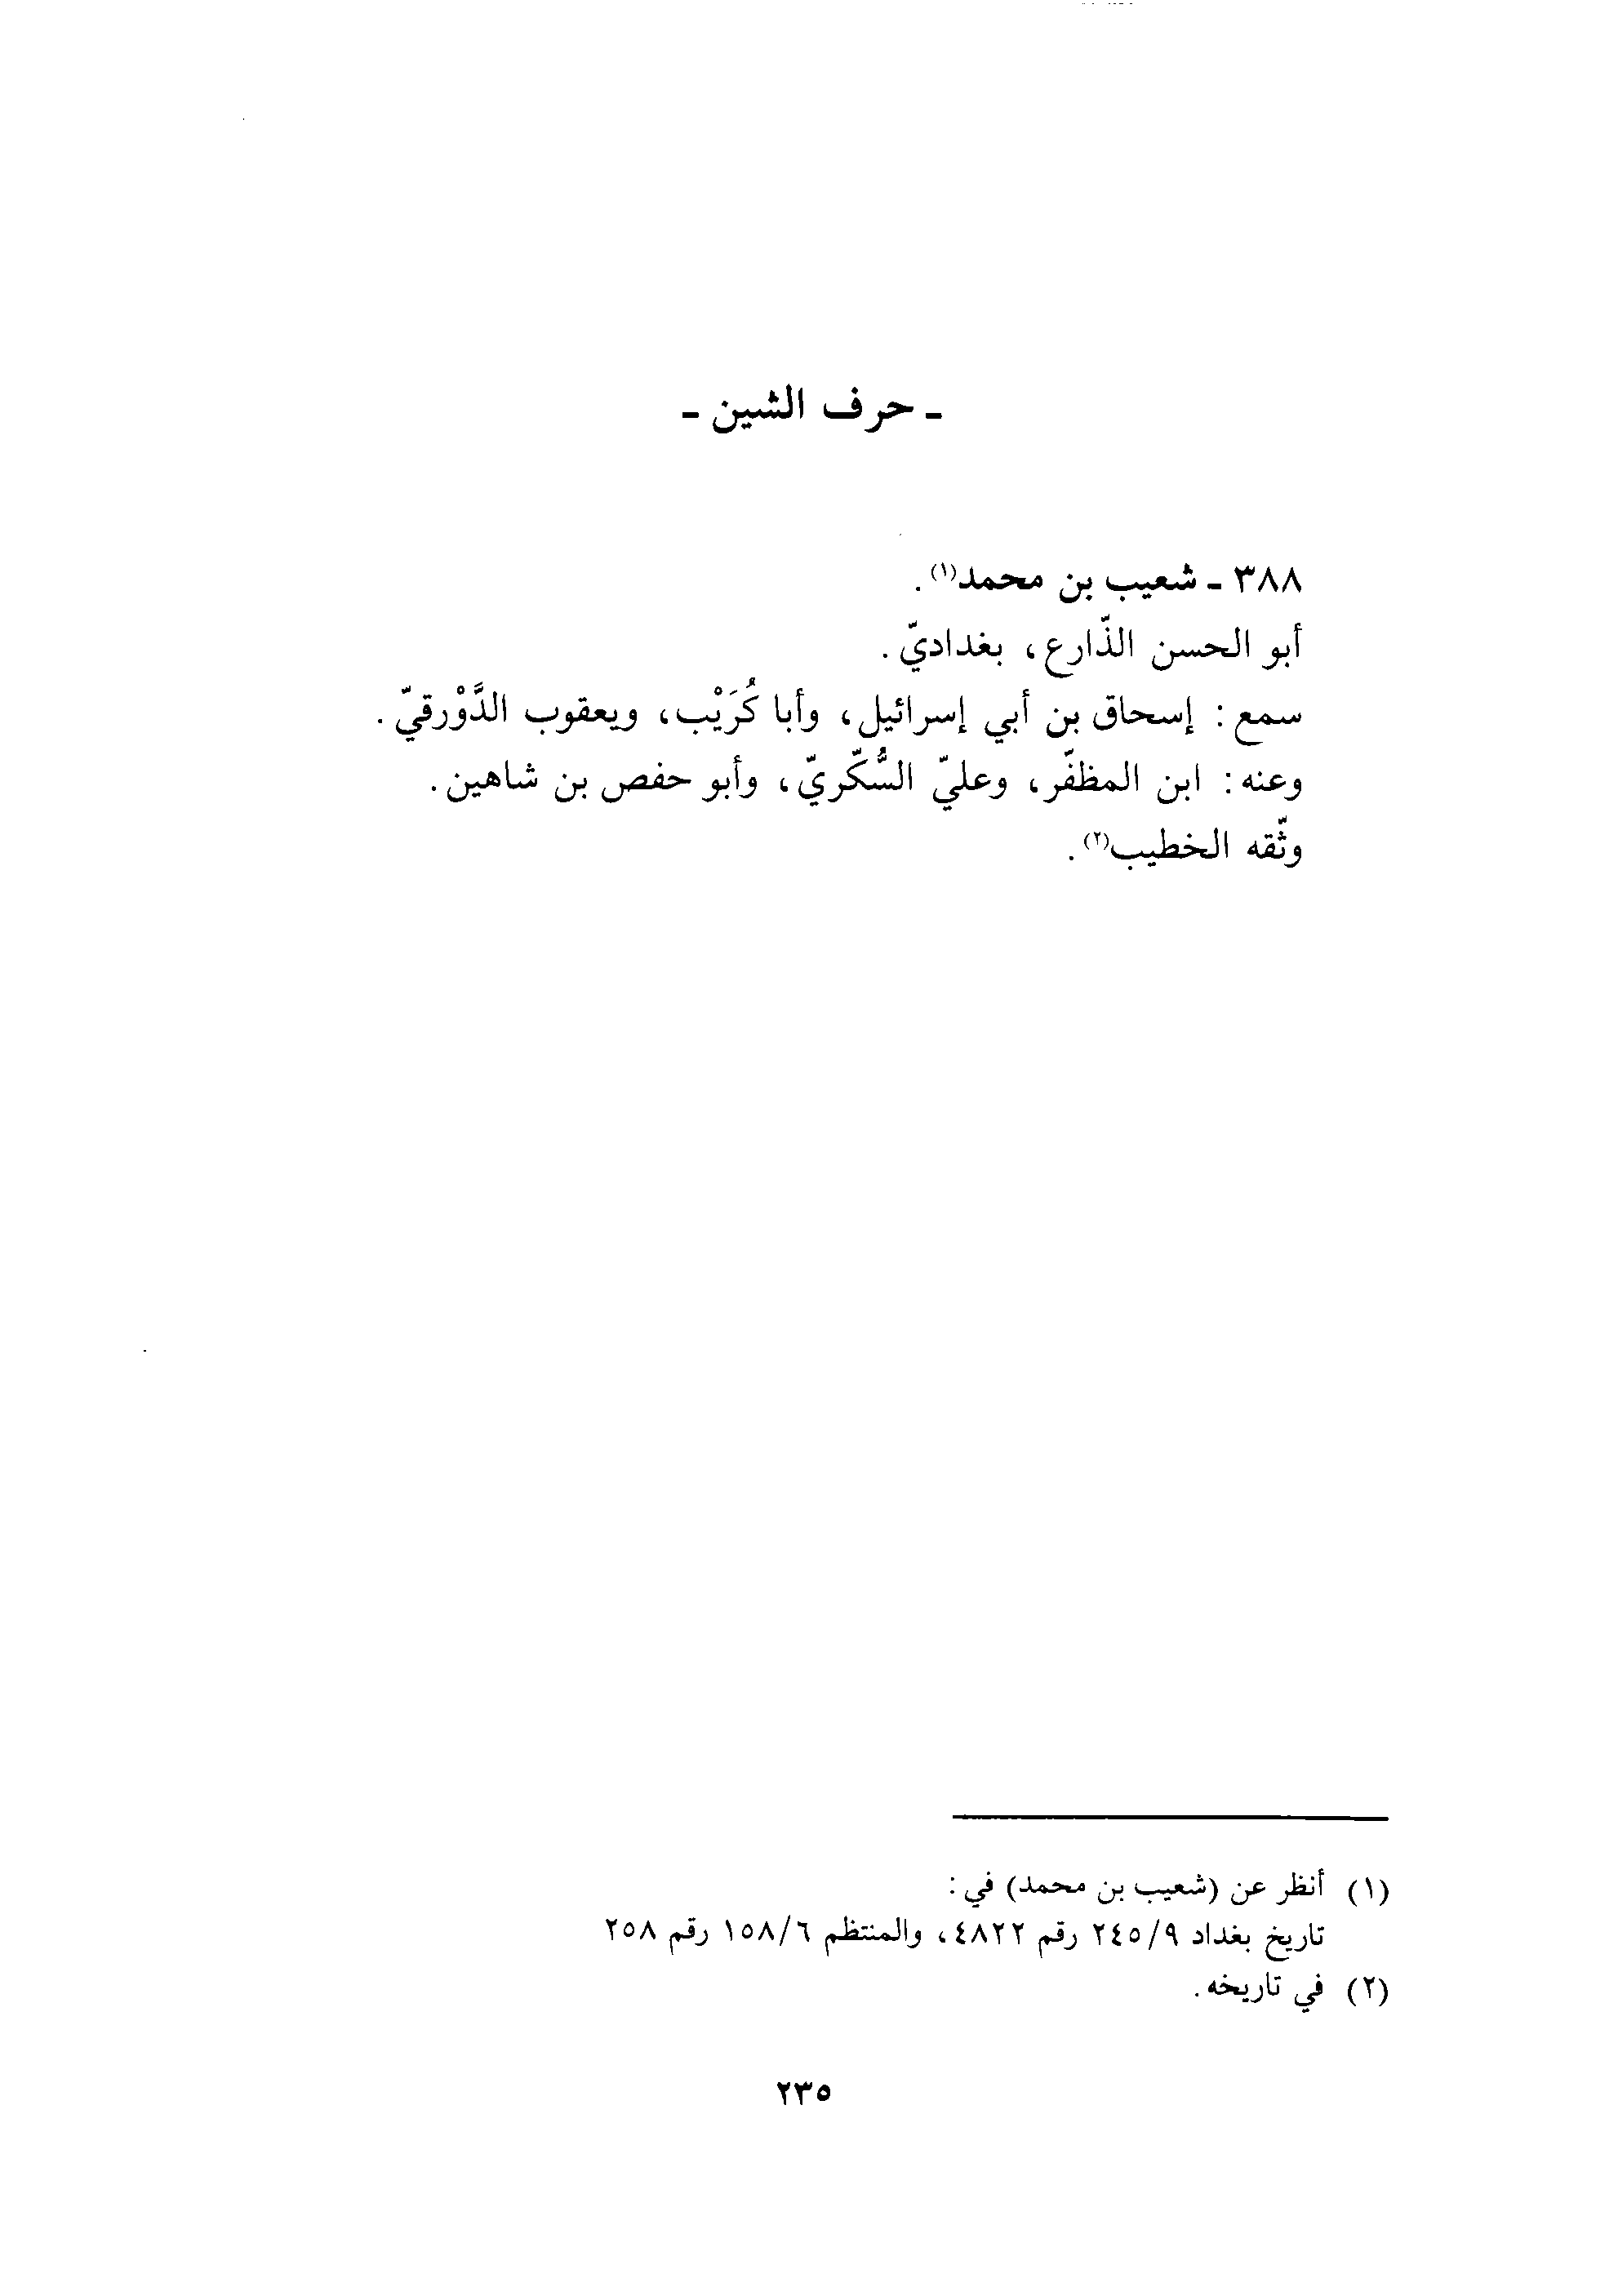 ـ حرف الشين ـ
٣٨٨ ـ شعيب بن محمد(١).
أبو الحسن الذّارع، بغداديّ.
سمع: إسحاق بن أبي إسرائيل، وأبا كُرَيْب، ويعقوب الدَّوْرقيّ.
وعنه: ابن المظفّر، وعليّ السُّكّريّ، وأبو حفص بن شاهين.
وثّقه الخطيب(٢).
(١) أنظر عن (شعيب بن محمد) في:
تاريخ بغداد ٢٤٥/٩ رقم ٤٨٢٢، والمنتظم ١٥٨/٦ رقم ٢٥٨
(٢) في تاريخه.
٢٣٥